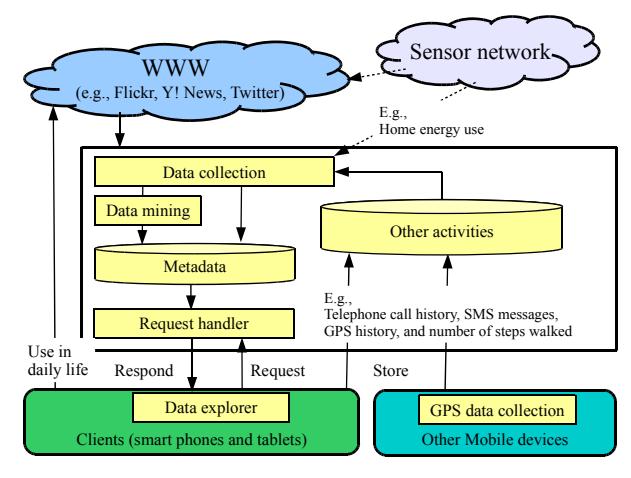 WWW
(e.g., Flickr, Y! News, Twitter)
Sensor network
E.g.,
Home energy use
Data collection
Data mining
Metadata
Other activities
E.g.,
Telephone call history, SMS messages,
GPS history, and number of steps walked
Request handler
Use in
daily life
Respond
Request
Store
Data explorer
Clients (smart phones and tablets)
GPS data collection
Other Mobile devices